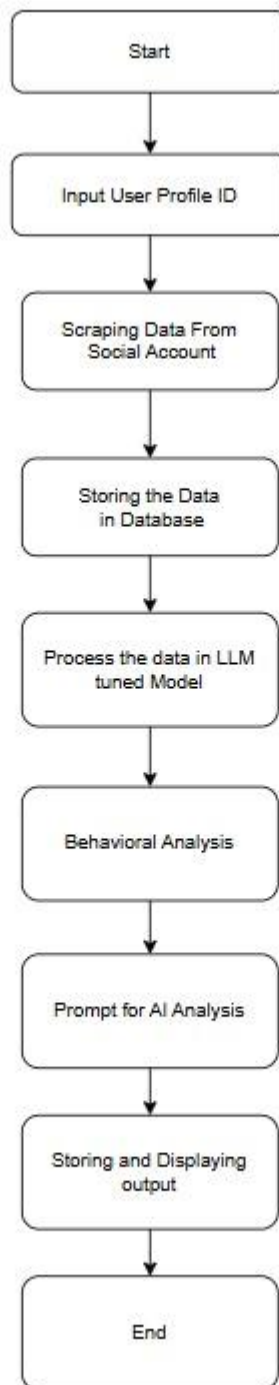 Start
Input User Profile ID
Scraping Data From
Social Account
Storing the Data
in Database
Process the data in LLM
tuned Model
Behavioral Analysis
Prompt for AI Analysis
Storing and Displaying
output
End